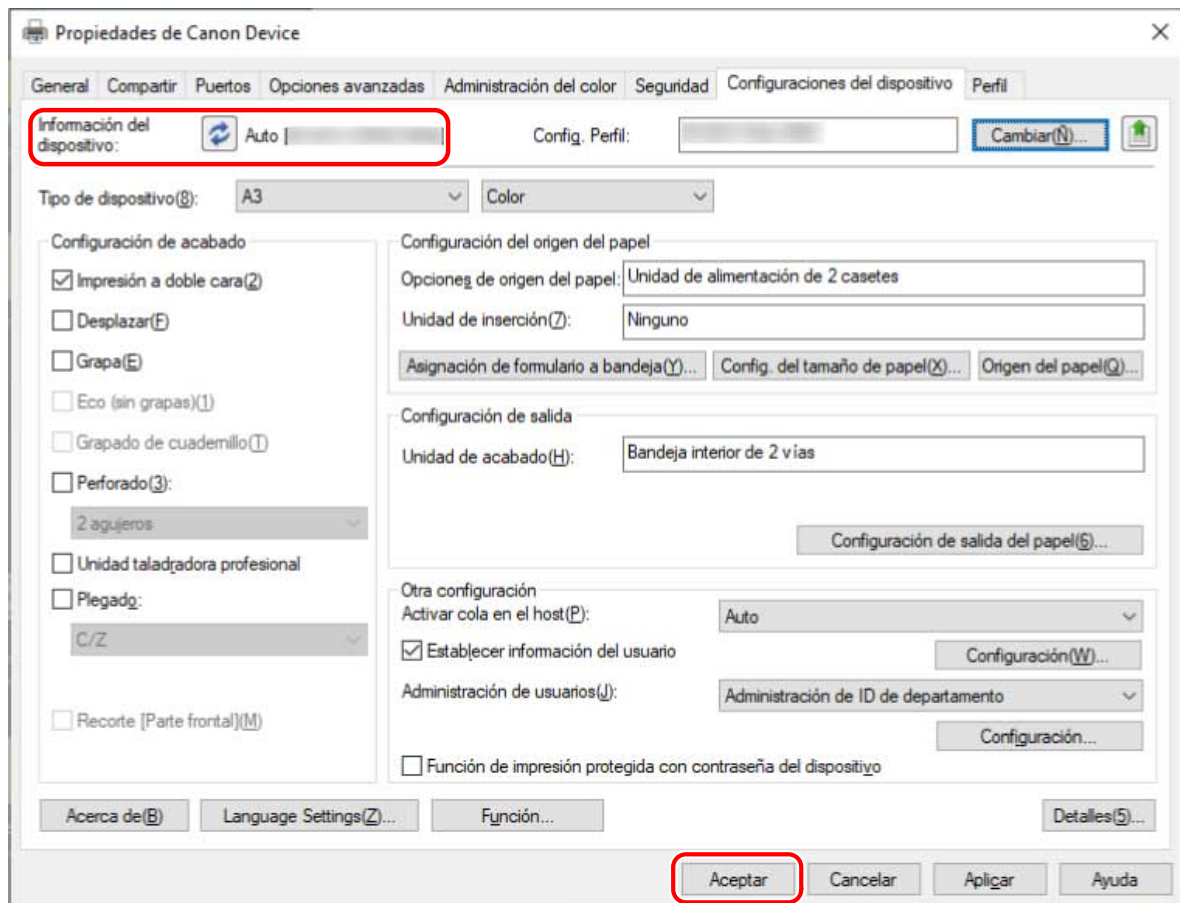 Propiedades de Canon Device
General Compartir Puertos Opciones avanzadas Administración del color Seguridad Configuraciones del dispositivo Perfil
Información del
dispositivo:
Auto [
Config. Perfil:
Cambiar(Ñ)...
Tipo de dispositivo(8): A3 Color
Configuración de acabado
Impresión a doble cara(2)
Desplazar(F)
Grapa(E)
Eco (sin grapas)(1)
Grapado de cuadernillo(T)
Perforado(3):
2 agujeros
Unidad taladradora profesional
Plegado:
C/Z
Recorte [Parte frontal](M)
Configuración del origen del papel
Opciones de origen del papel: Unidad de alimentación de 2 casetes
Unidad de inserción(7): Ninguno
Asignación de formulario a bandeja(Y)... Config. del tamaño de papel(X)... Origen del papel(Q)...
Configuración de salida
Unidad de acabado(H): Bandeja interior de 2 vías
Configuración de salida del papel(6)...
Otra configuración
Activar cola en el host(P): Auto
Establecer información del usuario
Configuración(W)...
Administración de usuarios(J): Administración de ID de departamento
Configuración...
Función de impresión protegida con contraseña del dispositivo
Acerca de(B) Language Settings(Z)... Función... Detalles(5)...
Aceptar Cancelar Aplicar Ayuda